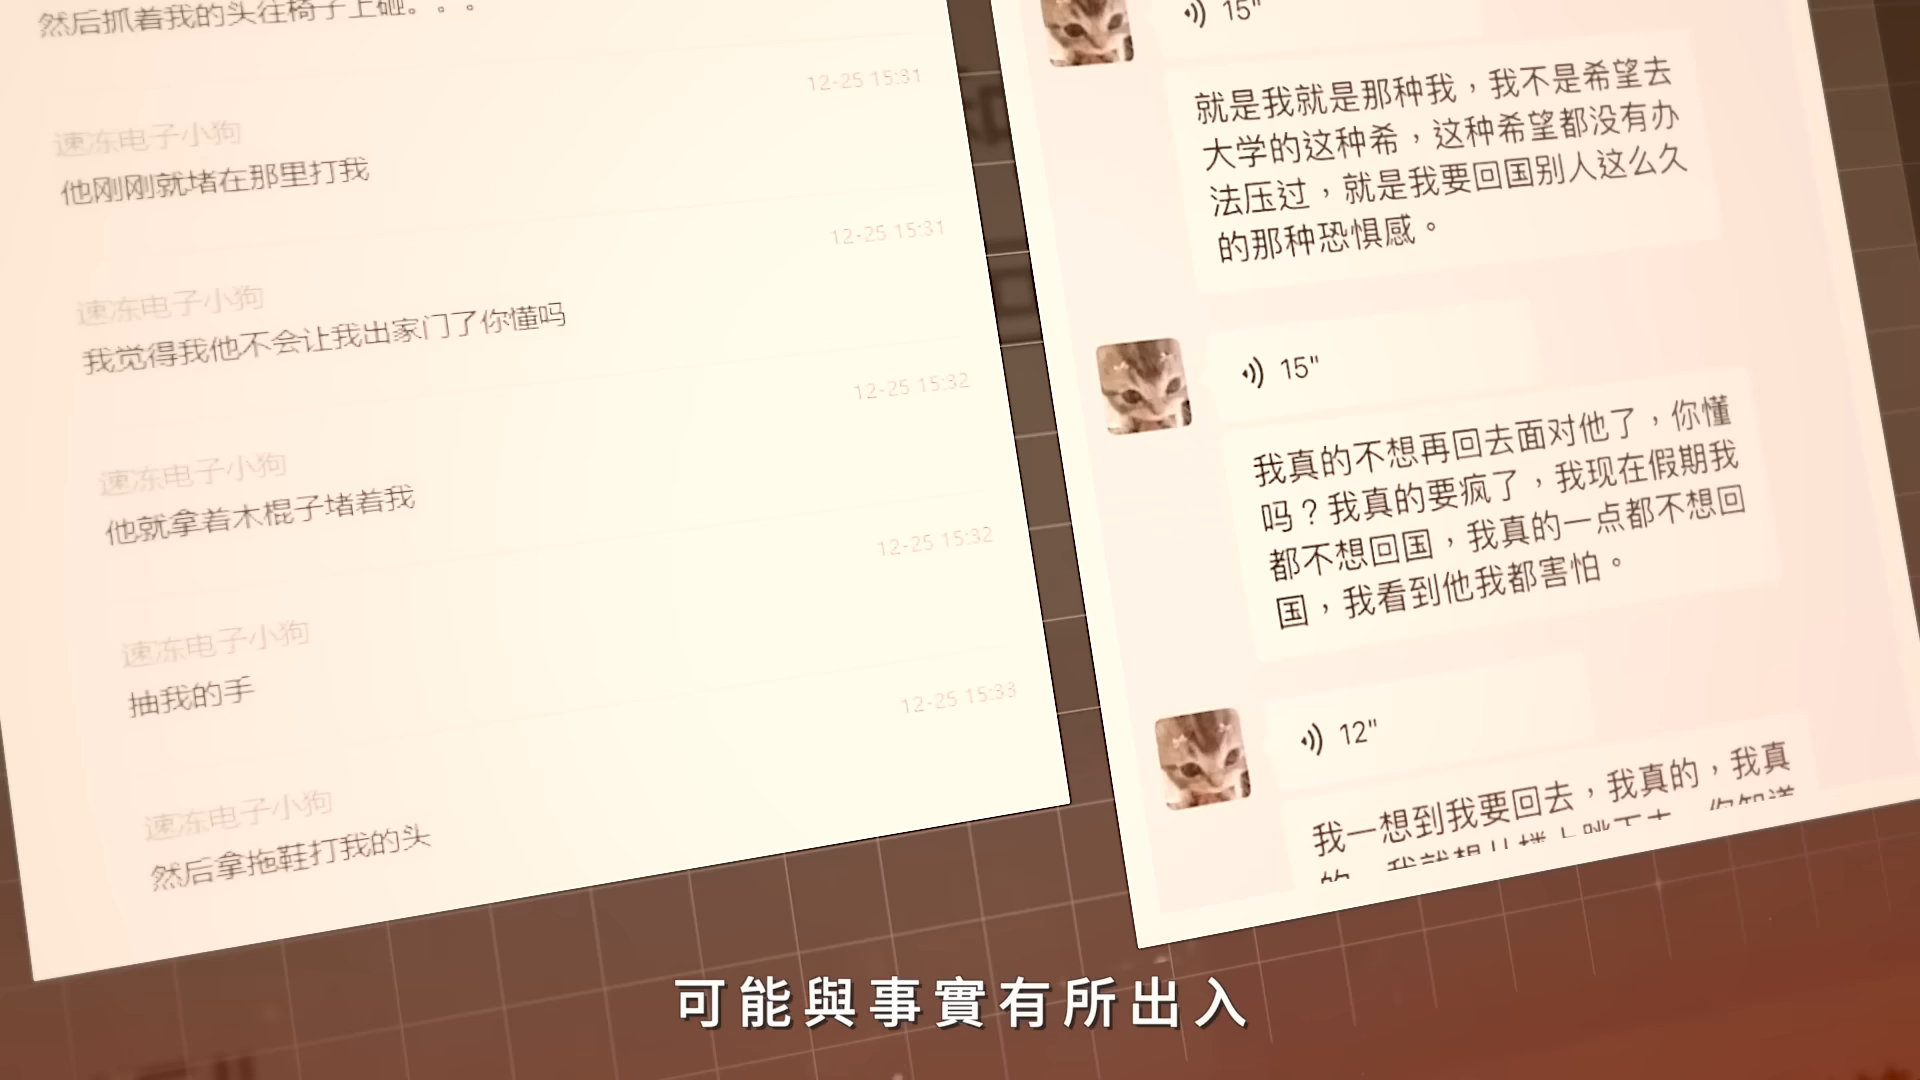 然后抓着我的头往椅子上砸。。。
12-25 15:31
速冻电子小狗
他刚刚就堵在那里打我
12-25 15:31
速冻电子小狗
我觉得我他不会让我出家门了你懂吗
12-25 15:32
速冻电子小狗
他就拿着木棍子堵着我
12-25 15:32
速冻电子小狗
抽我的手
12-25 15:33
速冻电子小狗
然后拿拖鞋打我的头
15"
就是我就是那种我，我不是希望去
大学的这种希，这种希望都没有办
法压过，就是我要回国别人这么久
的那种恐惧感。
15"
我真的不想再回去面对他了，你懂
吗？我真的要疯了，我现在假期我
都不想回国，我真的一点都不想回
国，我看到他我都害怕。
12"
我一想到我要回去，我真的，我真
可能與事實有所出入